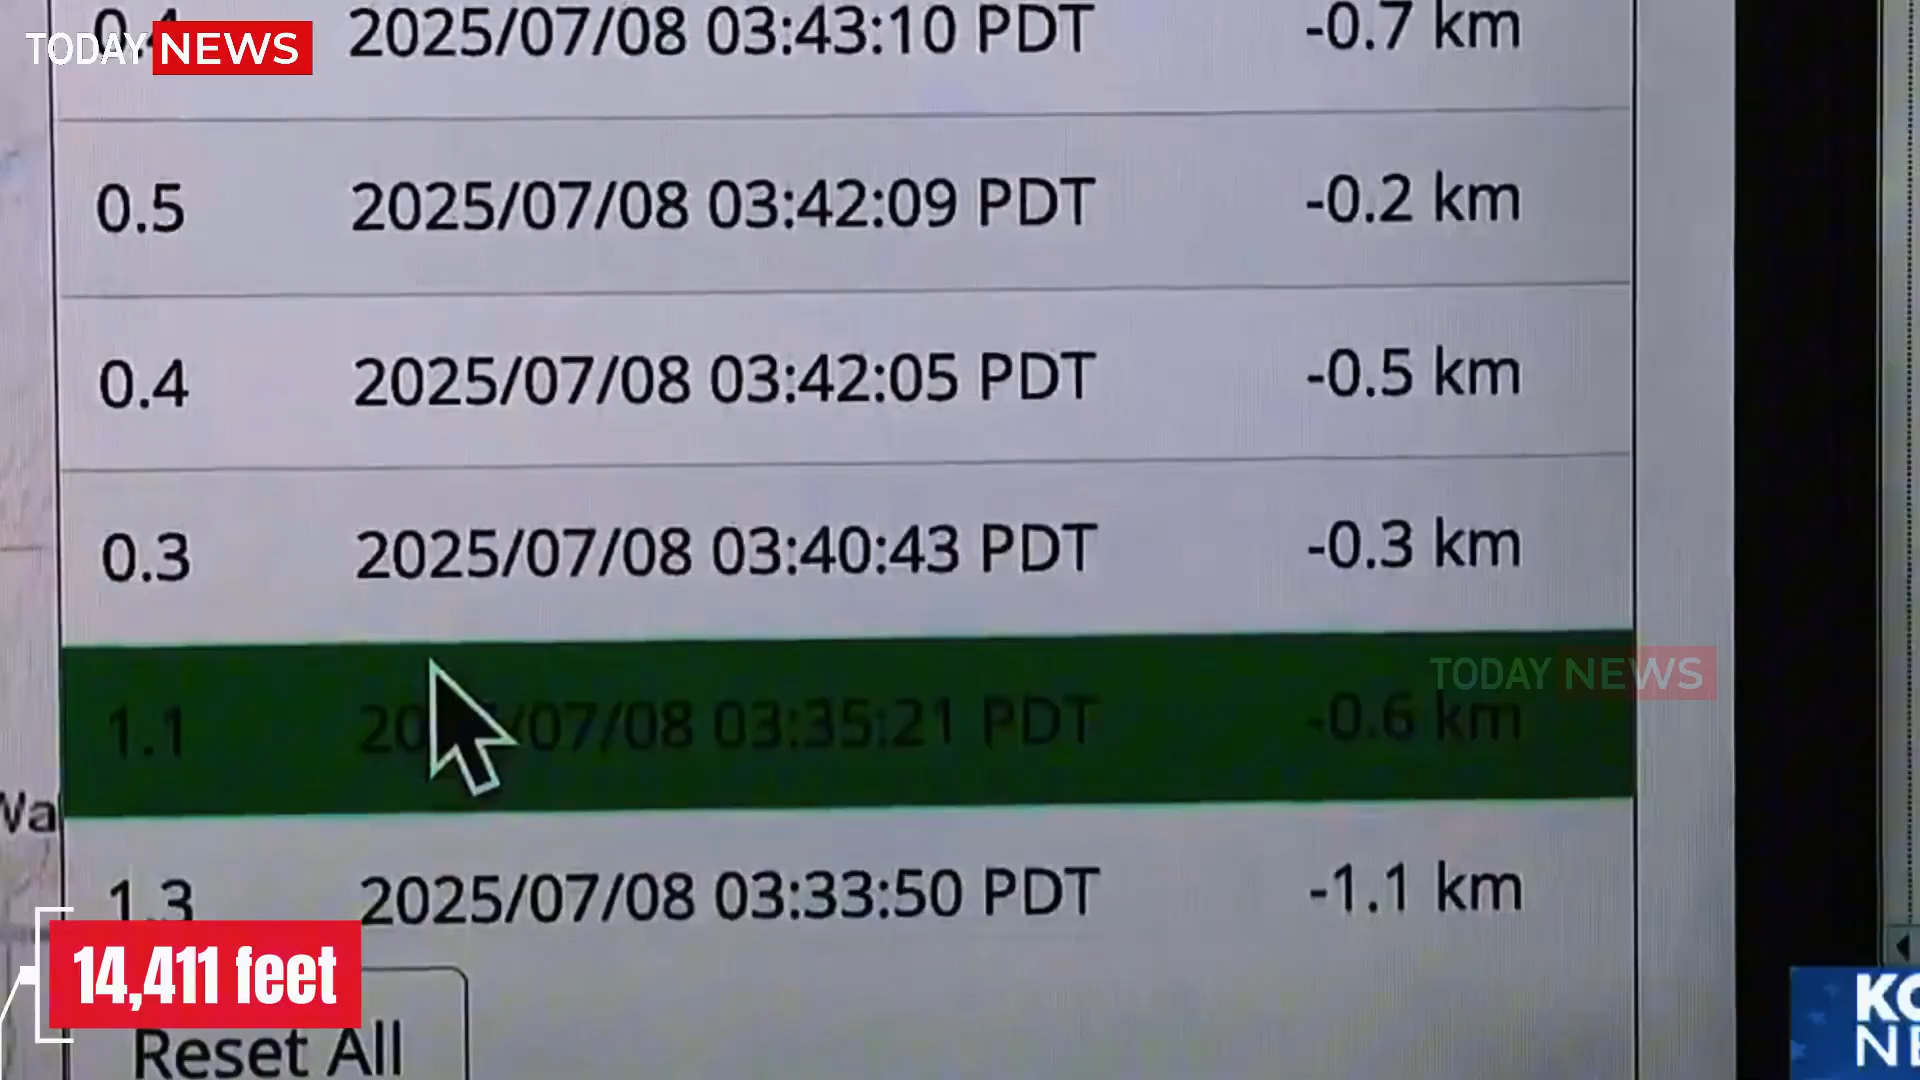 TODAY NEWS
0.4 2025/07/08 03:43:10 PDT -0.7 km
0.5 2025/07/08 03:42:09 PDT -0.2 km
0.4 2025/07/08 03:42:05 PDT -0.5 km
0.3 2025/07/08 03:40:43 PDT -0.3 km
TODAY NEWS
1.1 2025/07/08 03:35:21 PDT -0.6 km
Wa
1.3 2025/07/08 03:33:50 PDT -1.1 km
14,411 feet
Reset All